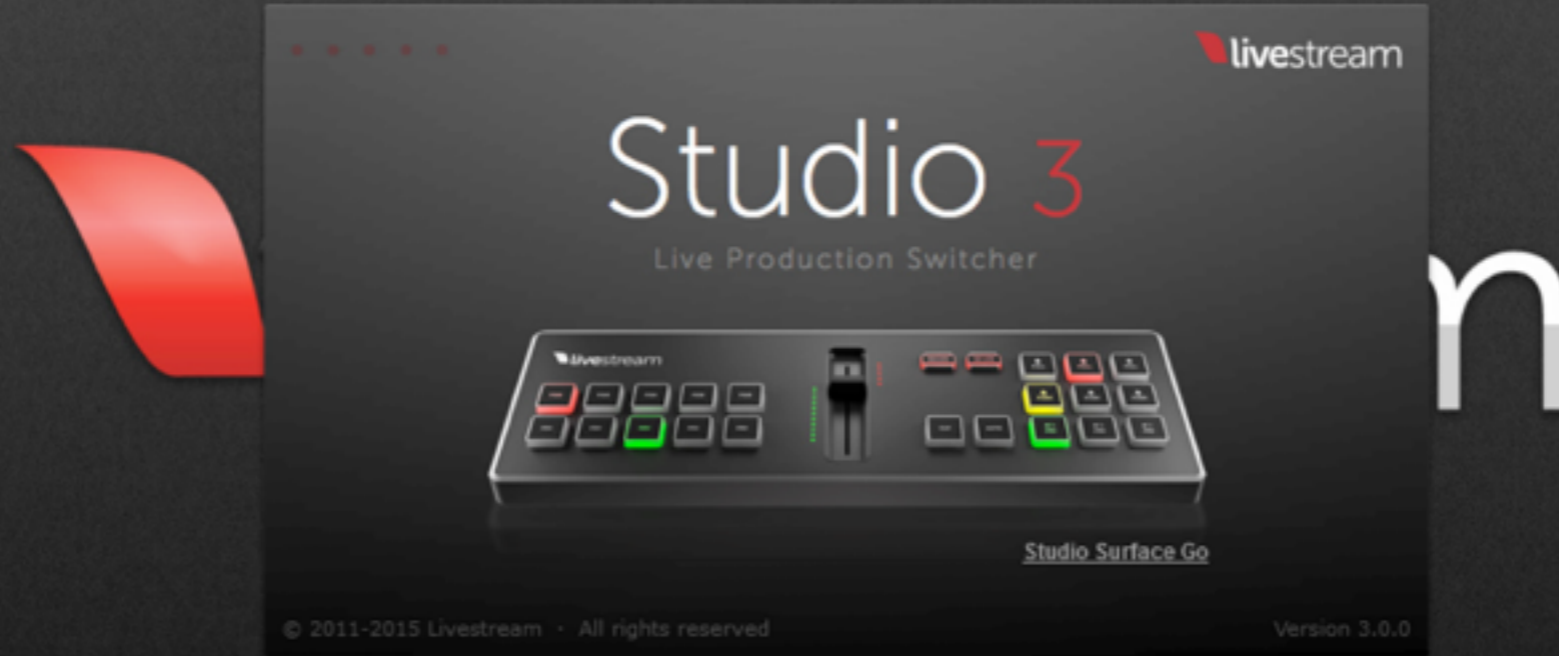 livestream
Studio 3
Live Production Switcher
livestream
Studio Surface Go
© 2011-2015 Livestream · All rights reserved
Version 3.0.0
m